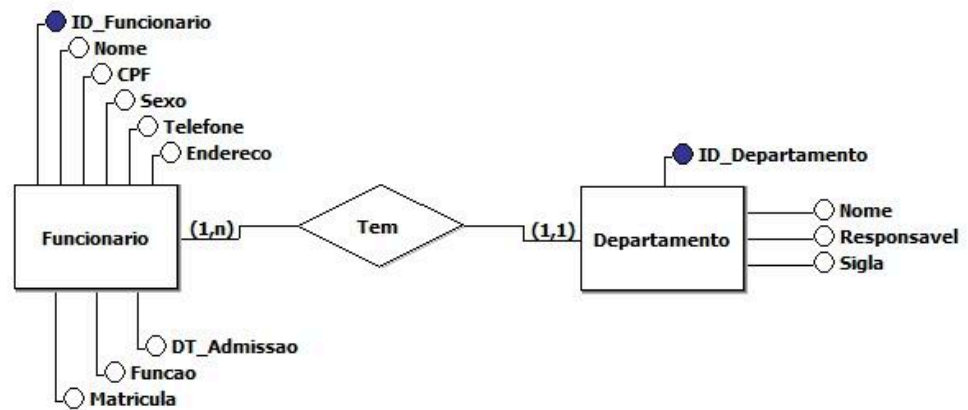 ID_Funcionario
Nome
CPF
Sexo
Telefone
Endereco
Funcionario
(1,n)
Tem
(1,1)
Departamento
ID_Departamento
Nome
Responsavel
Sigla
DT_Admissao
Funcao
Matricula